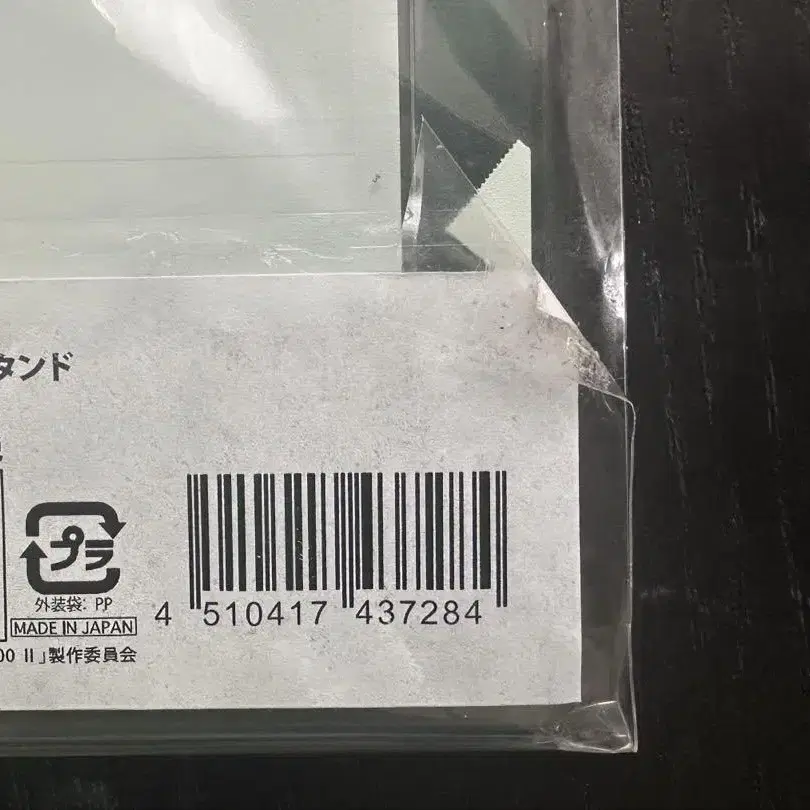 タンド
プラ
外装袋: PP
MADE IN JAPAN
00 II」製作委員会
4 510417 437284